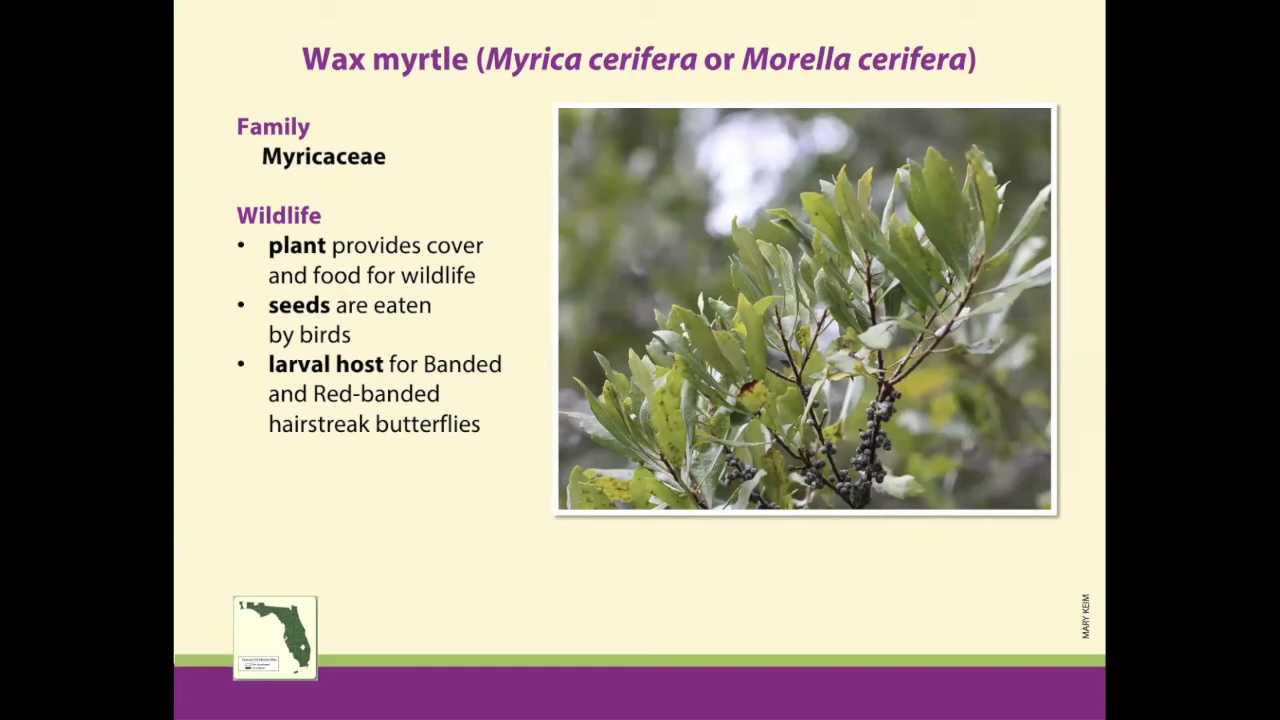 Wax myrtle (Myrica cerifera or Morella cerifera)
Family
Myricaceae
Wildlife
• plant provides cover
and food for wildlife
• seeds are eaten
by birds
• larval host for Banded
and Red-banded
hairstreak butterflies
MARY KEIM